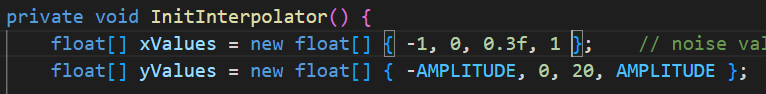 private void InitInterpolator() {
float[] xValues = new float[] { -1, 0, 0.3f, 1 };    // noise
float[] yValues = new float[] { -AMPLITUDE, 0, 20, AMPLITUDE };